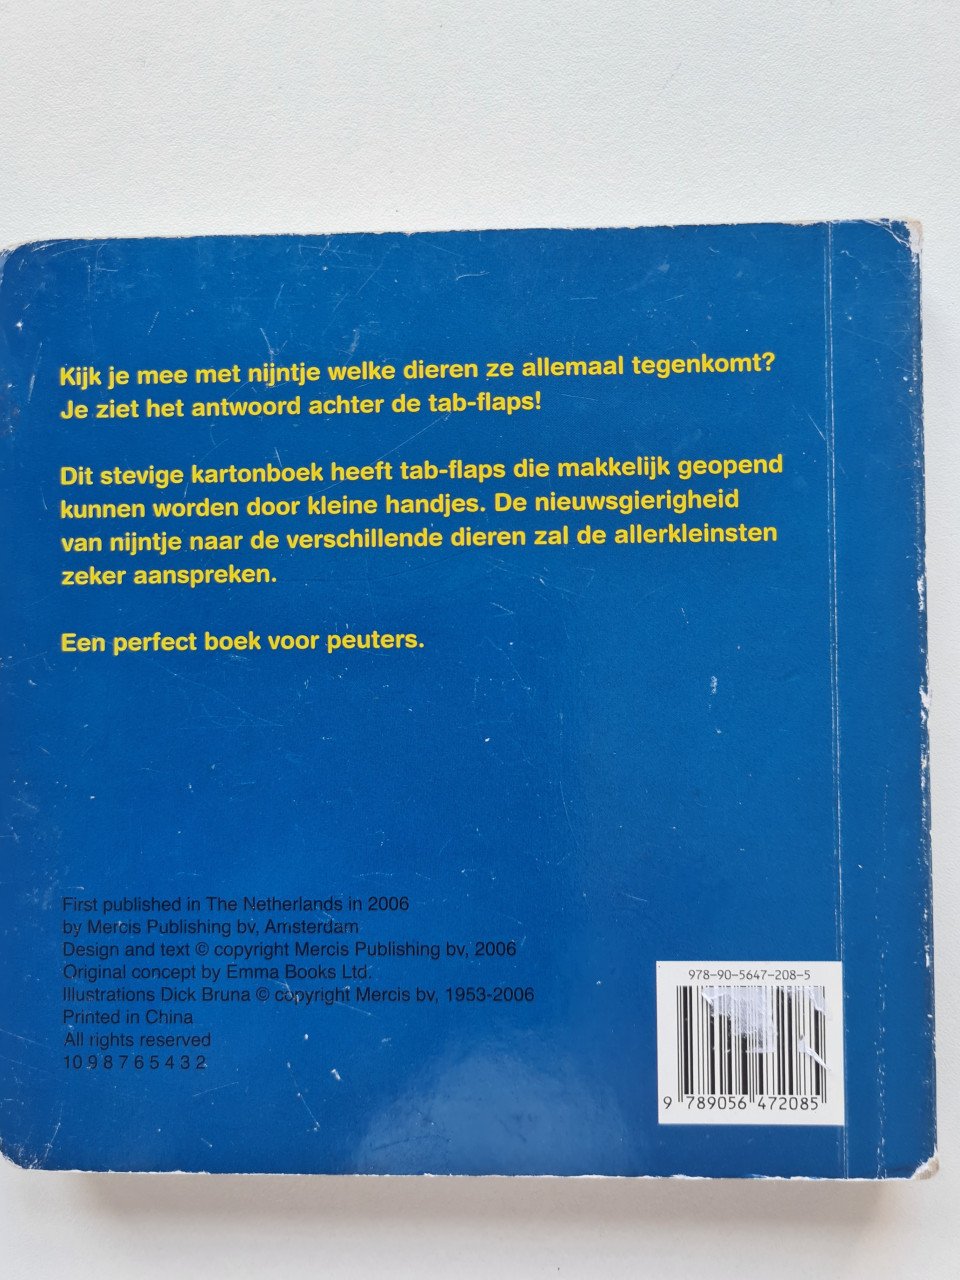 Kijk je mee met nijntje welke dieren ze allemaal tegenkomt?
Je ziet het antwoord achter de tab-flaps!
Dit stevige kartonboek heeft tab-flaps die makkelijk geopend
kunnen worden door kleine handjes. De nieuwsgierigheid
van nijntje naar de verschillende dieren zal de allerkleinsten
zeker aanspreken.
Een perfect boek voor peuters.
First published in The Netherlands in 2006
by Mercis Publishing bv, Amsterdam
Design and text © copyright Mercis Publishing bv, 2006
Original concept by Emma Books Ltd.
Illustrations Dick Bruna © copyright Mercis bv, 1953-2006
Printed in China
All rights reserved
10 9 8 7 6 5 4 3 2
978-90-5647-208-5
9 789056 472085